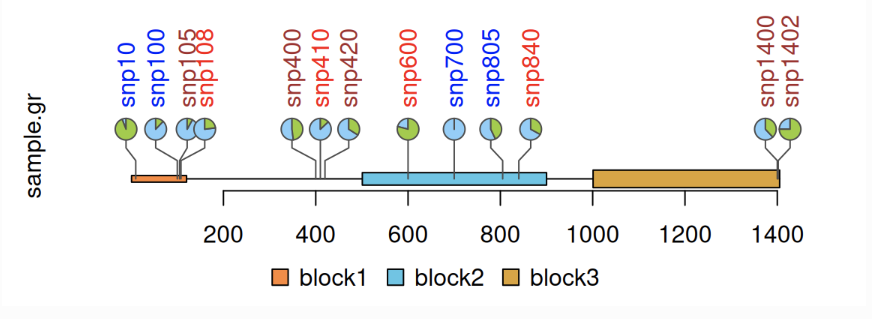 snp10
snp100
snp105
snp108
snp400
snp410
snp420
snp600
snp700
snp805
snp840
snp1400
snp1402
sample.gr
200 400 600 800 1000 1200 1400
block1 block2 block3